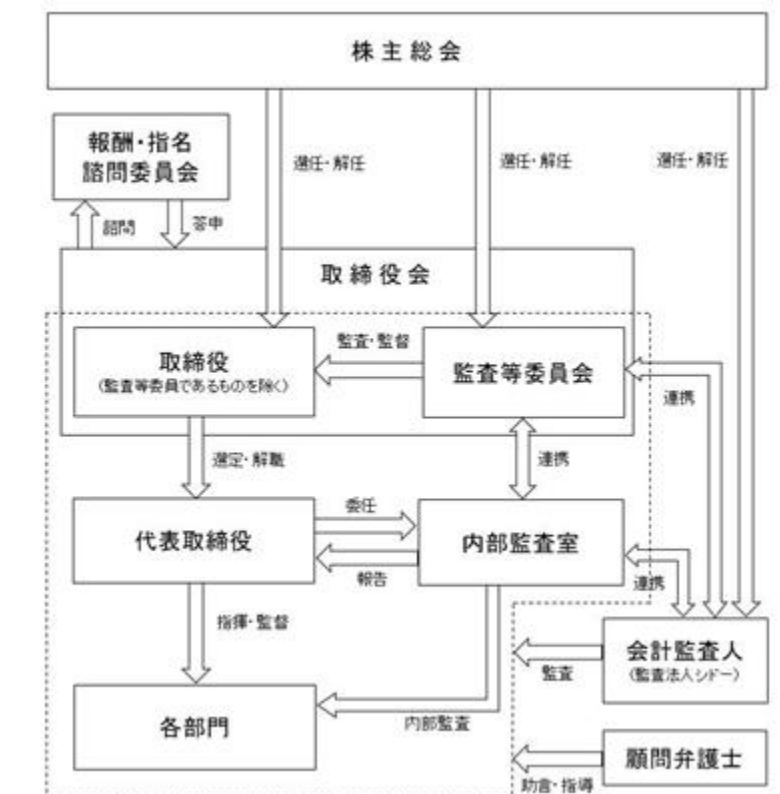 株主総会
報酬・指名
諮問委員会
選任・解任
選任・解任
選任・解任
諮問
答申
取締役会
取締役
(監査等委員であるものを除く)
監査・監督
監査等委員会
連携
選定・解職
連携
代表取締役
委任
報告
内部監査室
連携
指揮・監督
会計監査人
(監査法人シドー)
監査
各部門
内部監査
顧問弁護士
助言・指導